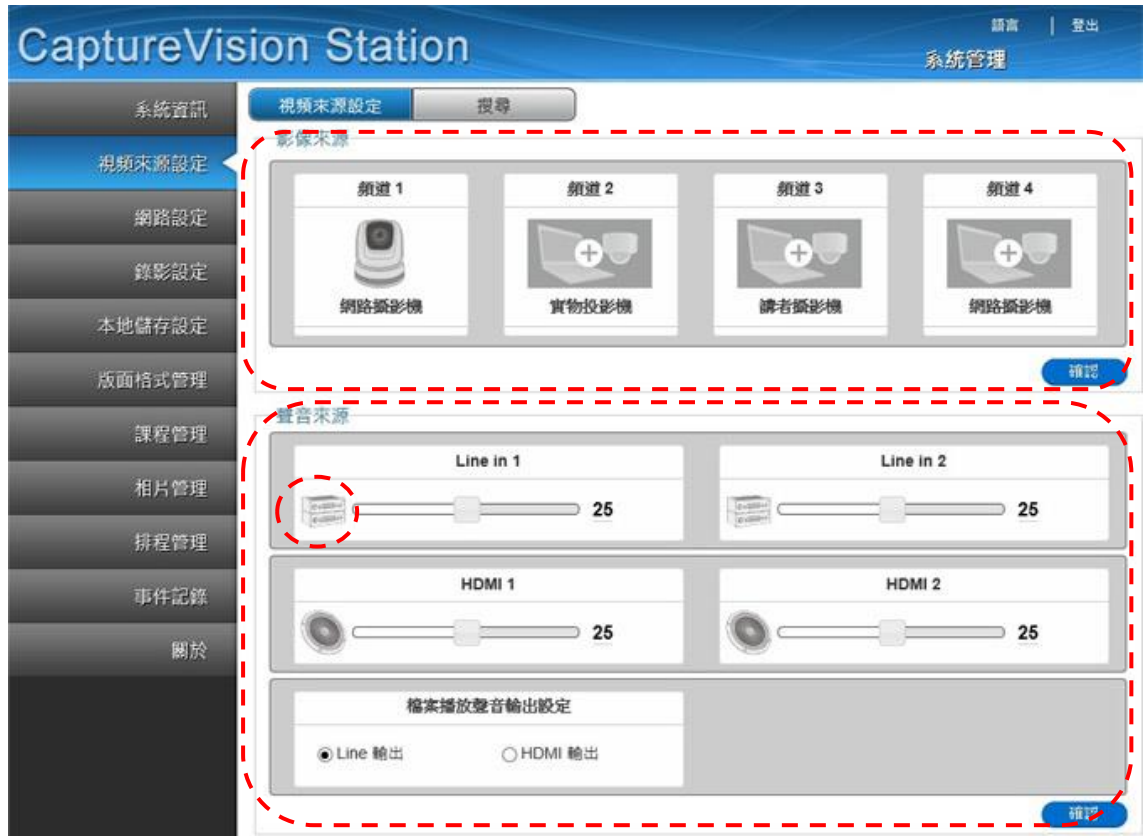 CaptureVision Station
語言 | 登出
系統管理
系統資訊
視頻來源設定
網路設定
錄影設定
本地儲存設定
版面格式管理
課程管理
相片管理
排程管理
事件記錄
關於
視頻來源設定 搜尋
影像來源
頻道 1 頻道 2 頻道 3 頻道 4
網路攝影機 實物投影機 讀者攝影機 網路攝影機
確認
聲音來源
Line in 1 Line in 2
25 25
HDMI 1 HDMI 2
25 25
檔案播放聲音輸出設定
Line 輸出 HDMI 輸出
確認